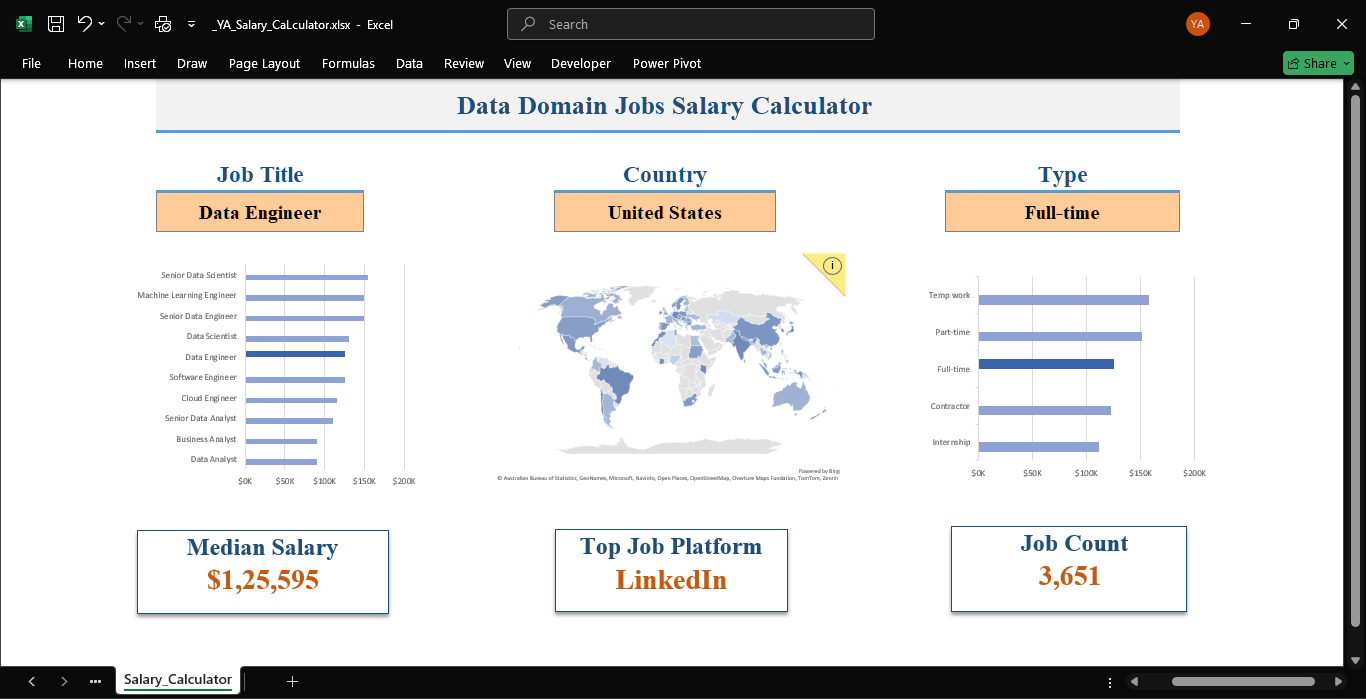 _YA_Salary_CaLculator.xlsx - Excel
Search
YA
File Home Insert Draw Page Layout Formulas Data Review View Developer Power Pivot
Share
Data Domain Jobs Salary Calculator
Job Title
Data Engineer
Country
United States
Type
Full-time
Senior Data Scientist
Machine Learning Engineer
Senior Data Engineer
Data Scientist
Data Engineer
Software Engineer
Cloud Engineer
Senior Data Analyst
Business Analyst
Data Analyst
$0K $50K $100K $150K $200K
Powered by Bing
© Australian Bureau of Statistics, GeoNames, Microsoft, Navinfo, Open Places, OpenStreetMap, Overture Maps Fundation, TomTom, Zenrin
Temp work
Part-time
Full-time
Contractor
Internship
$0K $50K $100K $150K $200K
Median Salary
$1,25,595
Top Job Platform
LinkedIn
Job Count
3,651
Salary_Calculator